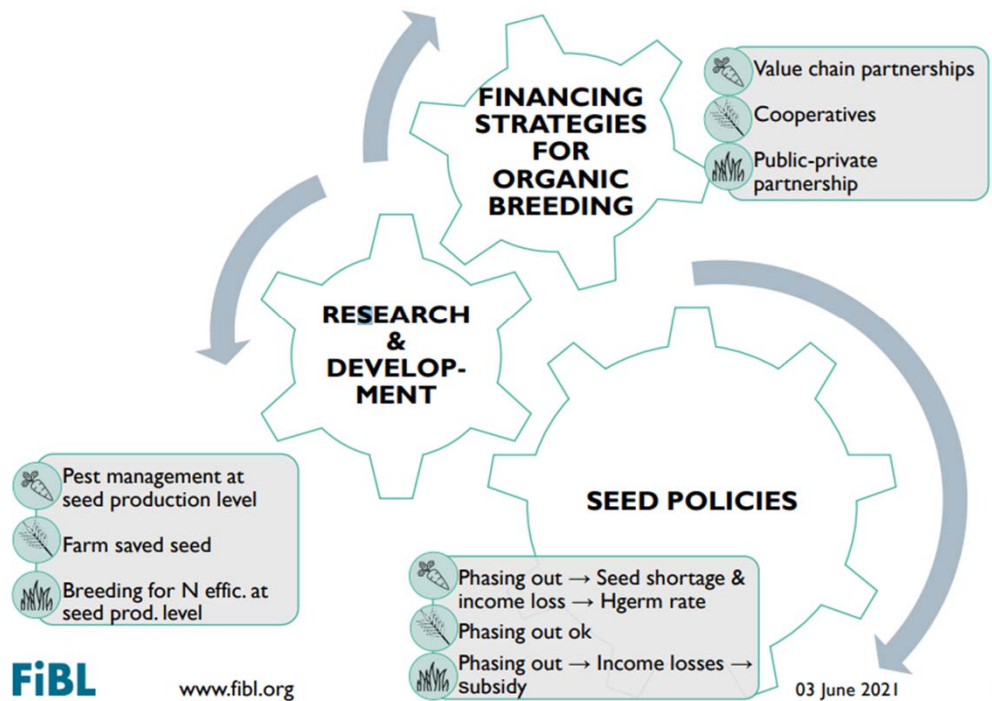 FINANCING
STRATEGIES
FOR
ORGANIC
BREEDING
Value chain partnerships
Cooperatives
Public-private
partnership
RESEARCH
&
DEVELOP-
MENT
Pest management at
seed production level
Farm saved seed
Breeding for N effic. at
seed prod. level
SEED POLICIES
Phasing out → Seed shortage &
income loss → Hgerm rate
Phasing out ok
Phasing out → Income losses →
subsidy
FiBL
www.fibl.org
03 June 2021